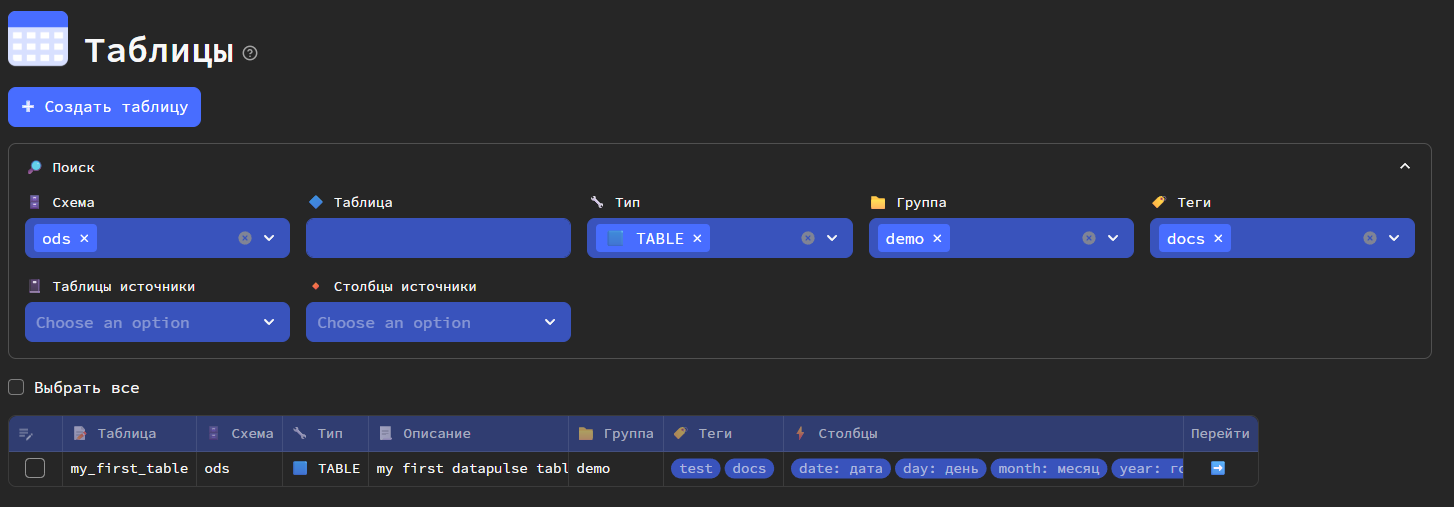 Таблицы
+ Создать таблицу
Поиск
Схема Таблица Тип Группа Теги
ods × TABLE × demo × docs ×
Таблицы источники Столбцы источники
Choose an option Choose an option
Выбрать все
Таблица Схема Тип Описание Группа Теги Столбцы Перейти
my_first_table ods TABLE my first datapulse tabl demo test docs date: дата day: день month: месяц year: